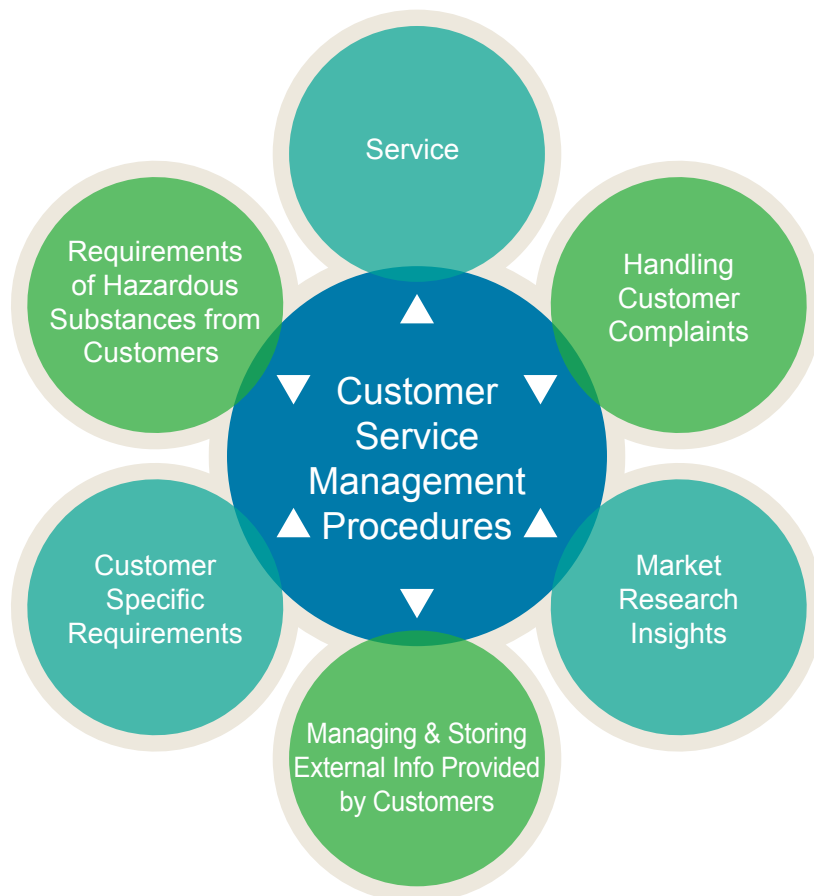 Service
Requirements
of Hazardous
Substances from
Customers
Handling
Customer
Complaints
Customer
Service
Management
Procedures
Customer
Specific
Requirements
Market
Research
Insights
Managing & Storing
External Info Provided
by Customers